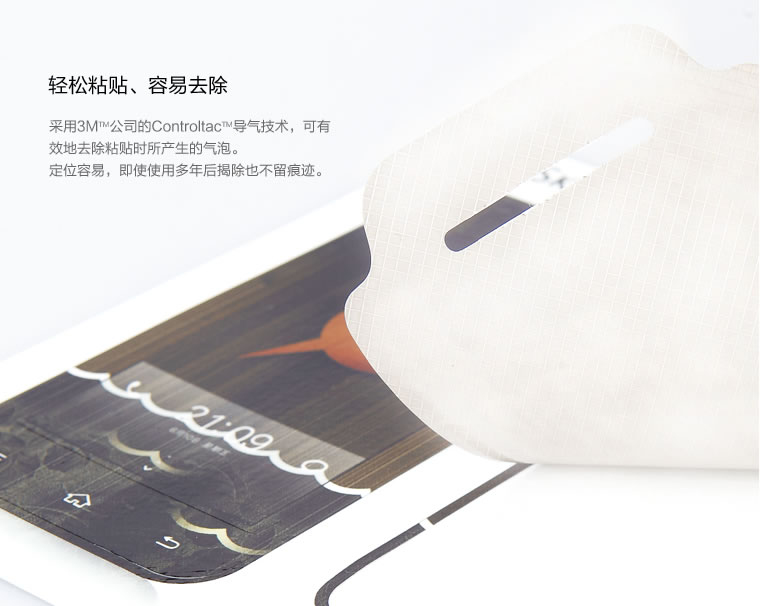 轻松粘贴、容易去除
采用3M™公司的Controltac™导气技术，可有
效地去除粘贴时所产生的气泡。
定位容易，即使使用多年后揭除也不留痕迹。
21:09